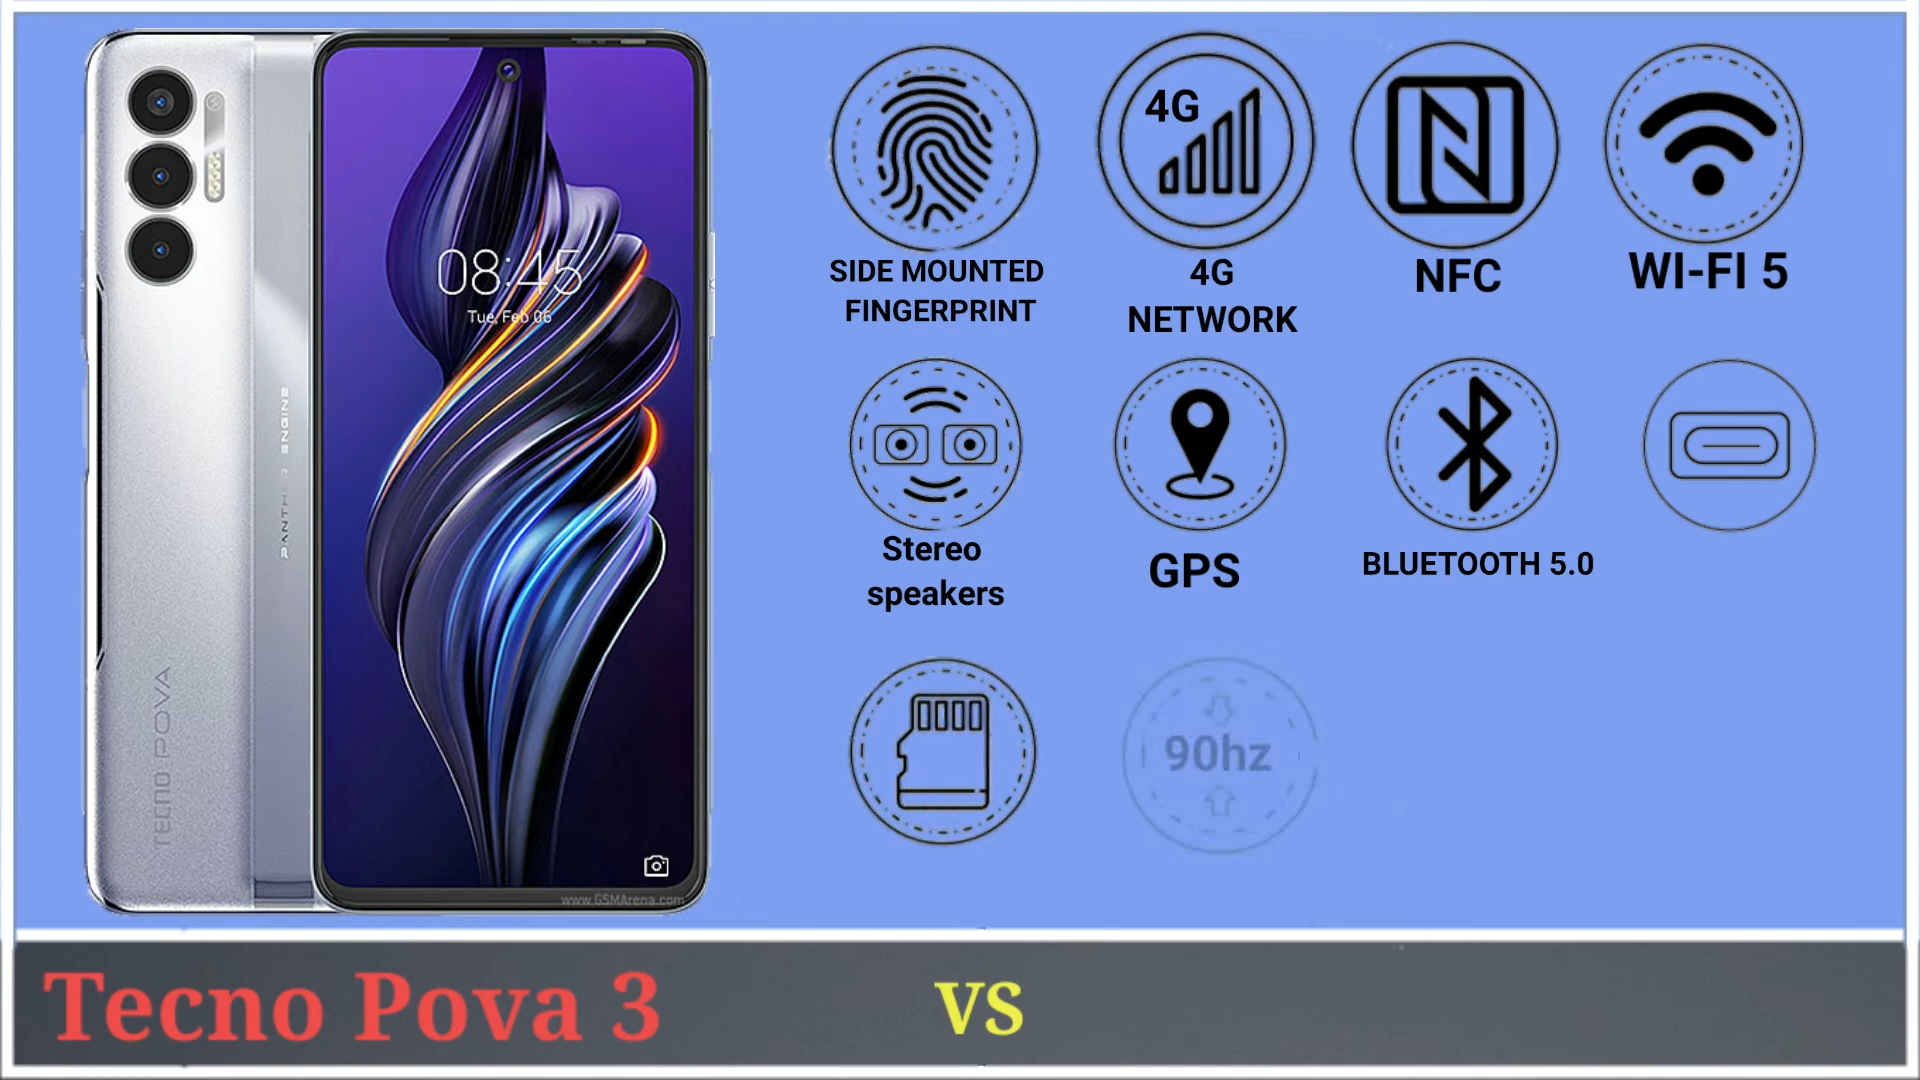 08:45
Tue, Feb 06
PANTHER ENGINE
TECNO POVA
www.GSMArena.com
SIDE MOUNTED
FINGERPRINT
4G
4G
NETWORK
NFC
WI-FI 5
Stereo
speakers
GPS
BLUETOOTH 5.0
90hz
Tecno Pova 3
VS